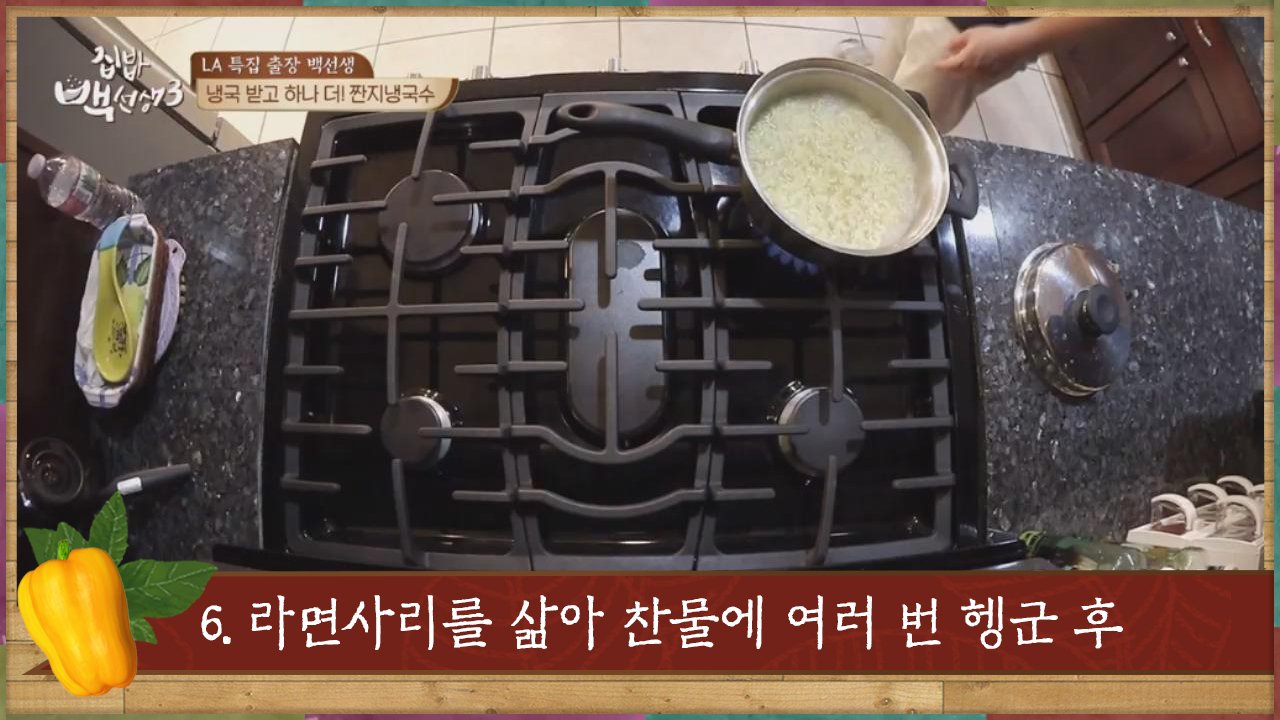 집밥
백선생3
LA 특집 출장 백선생
냉국 받고 하나 더! 짠지냉국수
6. 라면사리를 삶아 찬물에 여러 번 헹군 후